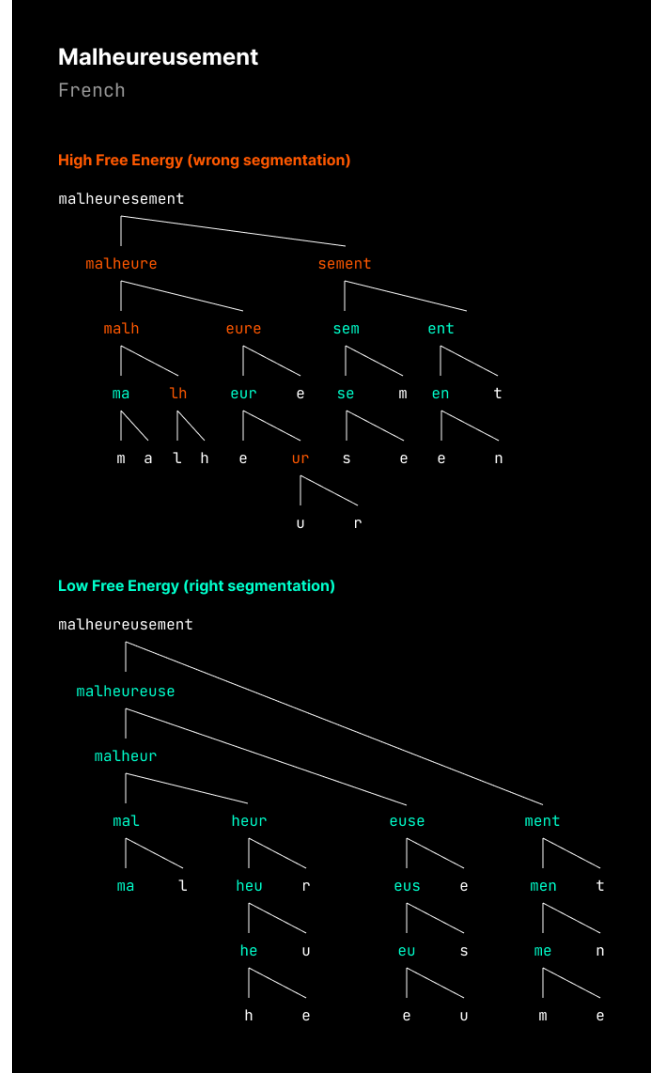 Malheureusement
French
High Free Energy (wrong segmentation)
malheuresement
malheure sement
malh eure sem ent
ma lh eur e se m en t
m a l h e ur s e e n
u r
Low Free Energy (right segmentation)
malheureusement
malheureuse
malheur
mal heur euse ment
ma l heu r eus e men t
he u eu s me n
h e e u m e